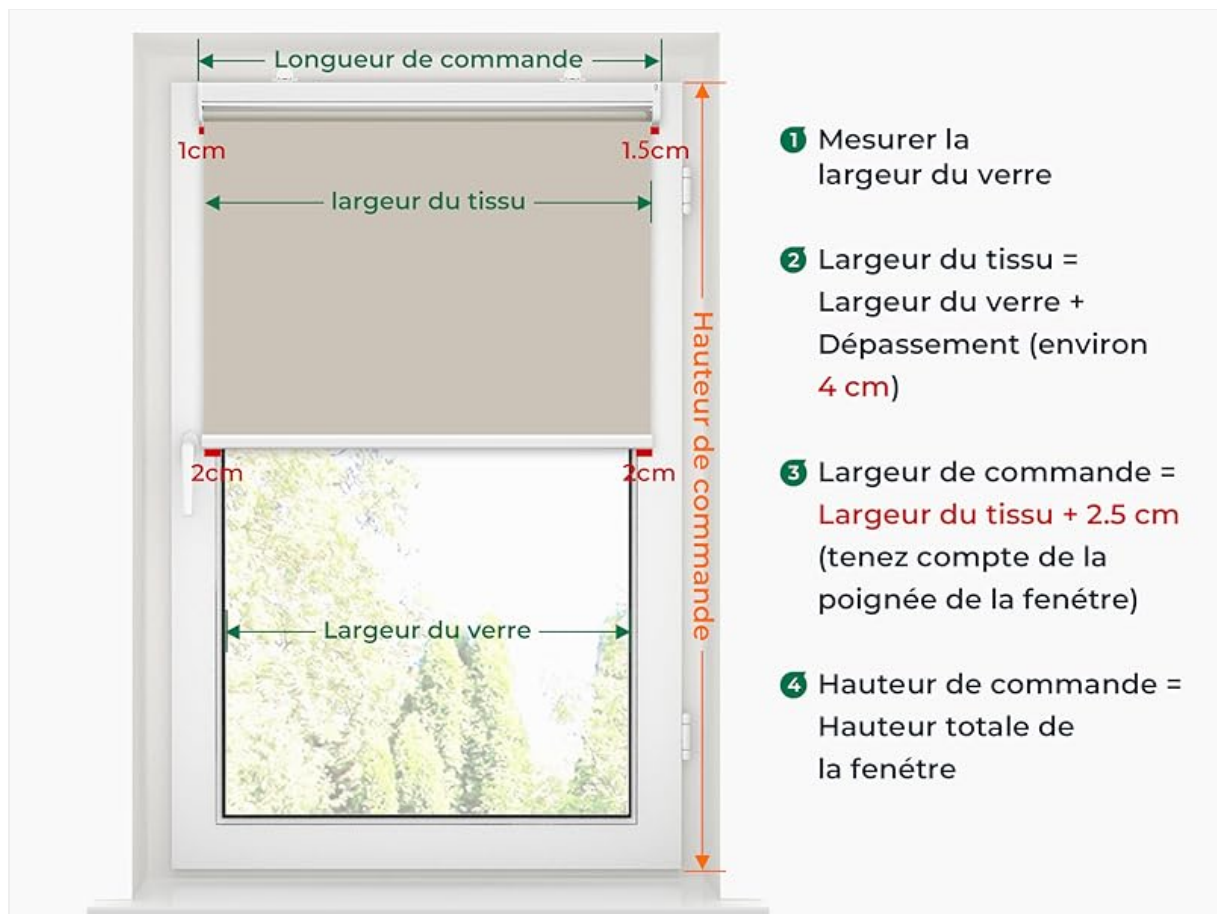 Longueur de commande
1cm
1.5cm
largeur du tissu
Hauteur de commande
2cm
2cm
Largeur du verre
1 Mesurer la
largeur du verre
2 Largeur du tissu =
Largeur du verre +
Dépassement (environ
4 cm)
3 Largeur de commande =
Largeur du tissu + 2.5 cm
(tenez compte de la
poignée de la fenétre)
4 Hauteur de commande =
Hauteur totale de
la fenétre